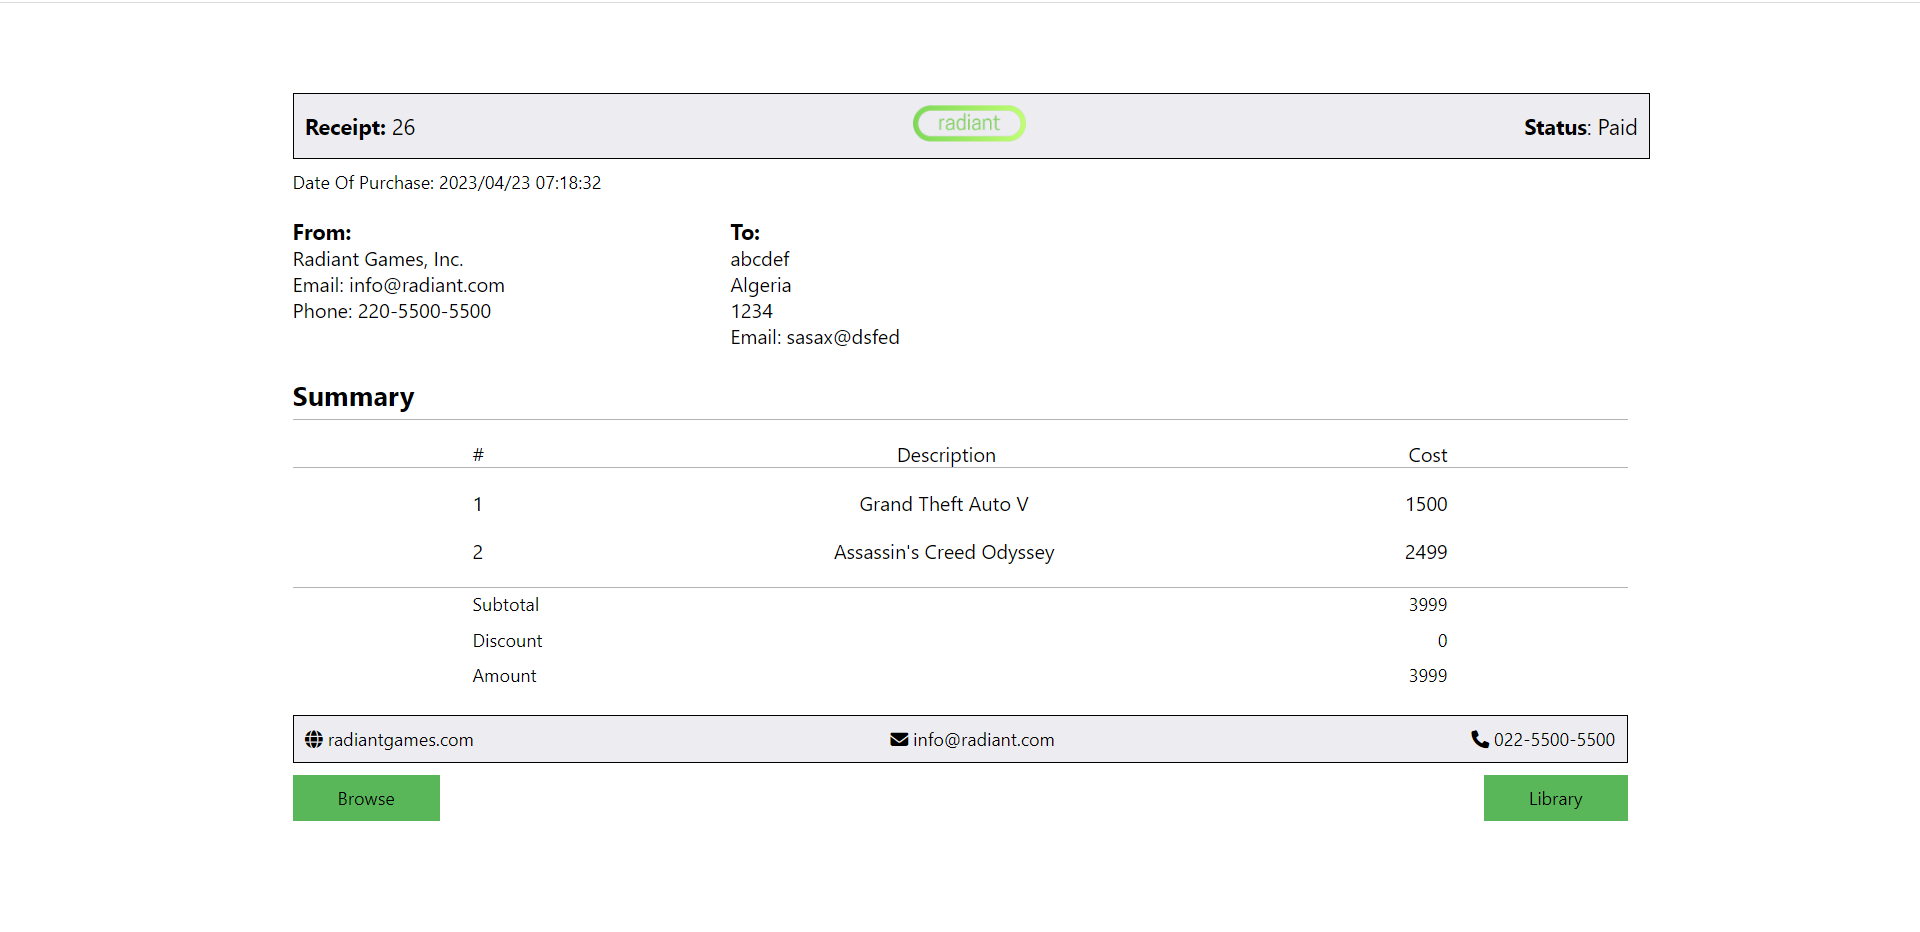 Receipt: 26 radiant Status: Paid
Date Of Purchase: 2023/04/23 07:18:32
From: To:
Radiant Games, Inc. abcdef
Email: info@radiant.com Algeria
Phone: 220-5500-5500 1234
Email: sasax@dsfed
Summary
# Description Cost
1 Grand Theft Auto V 1500
2 Assassin's Creed Odyssey 2499
Subtotal 3999
Discount 0
Amount 3999
radiantgames.com info@radiant.com 022-5500-5500
Browse Library